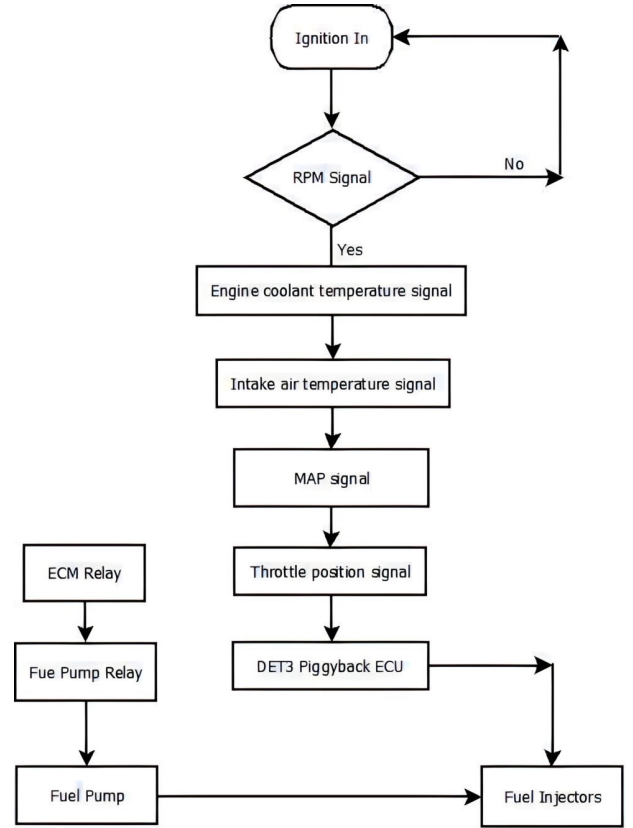 Ignition In
RPM Signal
No
Yes
Engine coolant temperature signal
Intake air temperature signal
MAP signal
Throttle position signal
ECM Relay
DET3 Piggyback ECU
Fue Pump Relay
Fuel Pump
Fuel Injectors